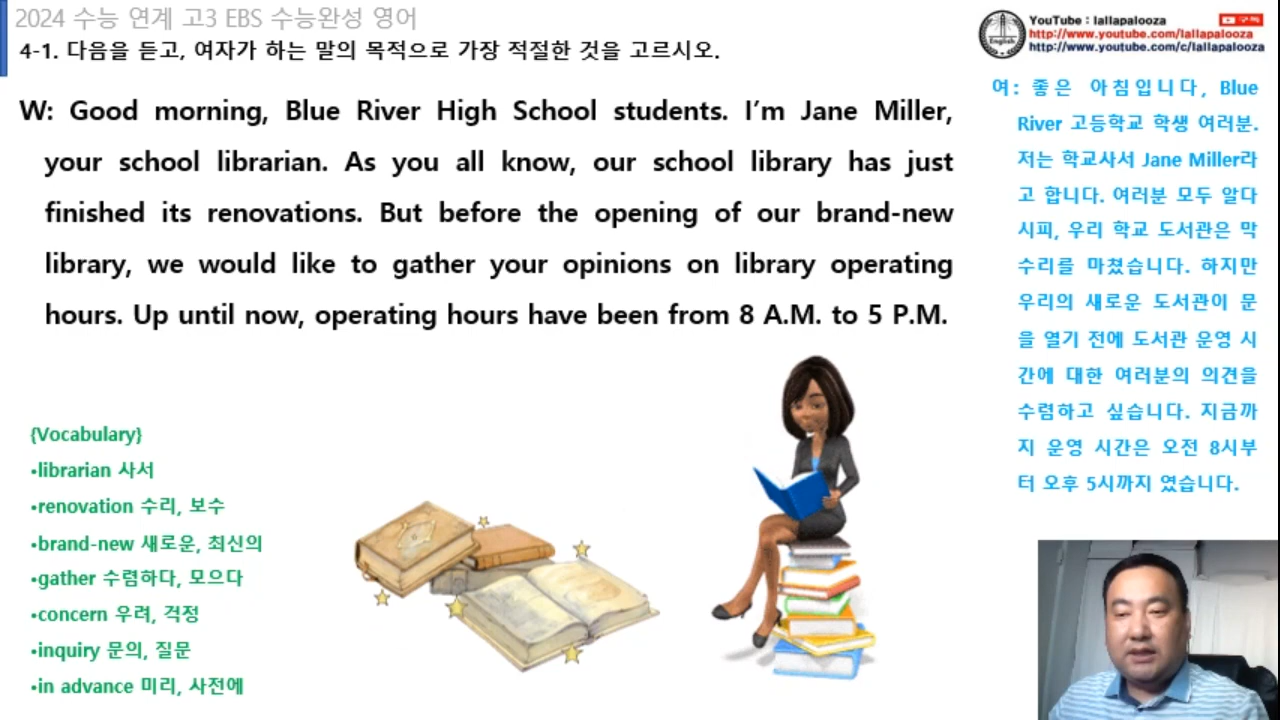 2024 수능 연계 고3 EBS 수능완성 영어
4-1. 다음을 듣고, 여자가 하는 말의 목적으로 가장 적절한 것을 고르시오.
W: Good morning, Blue River High School students. I’m Jane Miller,
your school librarian. As you all know, our school library has just
finished its renovations. But before the opening of our brand-new
library, we would like to gather your opinions on library operating
hours. Up until now, operating hours have been from 8 A.M. to 5 P.M.
{Vocabulary}
•librarian 사서
•renovation 수리, 보수
•brand-new 새로운, 최신의
•gather 수렴하다, 모으다
•concern 우려, 걱정
•inquiry 문의, 질문
•in advance 미리, 사전에
English
YouTube : lallapalooza
구독
http://www.youtube.com/lallapalooza
http://www.youtube.com/c/lallapalooza
여: 좋은 아침입니다, Blue
River 고등학교 학생 여러분.
저는 학교사서 Jane Miller라
고 합니다. 여러분 모두 알다
시피, 우리 학교 도서관은 막
수리를 마쳤습니다. 하지만
우리의 새로운 도서관이 문
을 열기 전에 도서관 운영 시
간에 대한 여러분의 의견을
수렴하고 싶습니다. 지금까
지 운영 시간은 오전 8시부
터 오후 5시까지 였습니다.